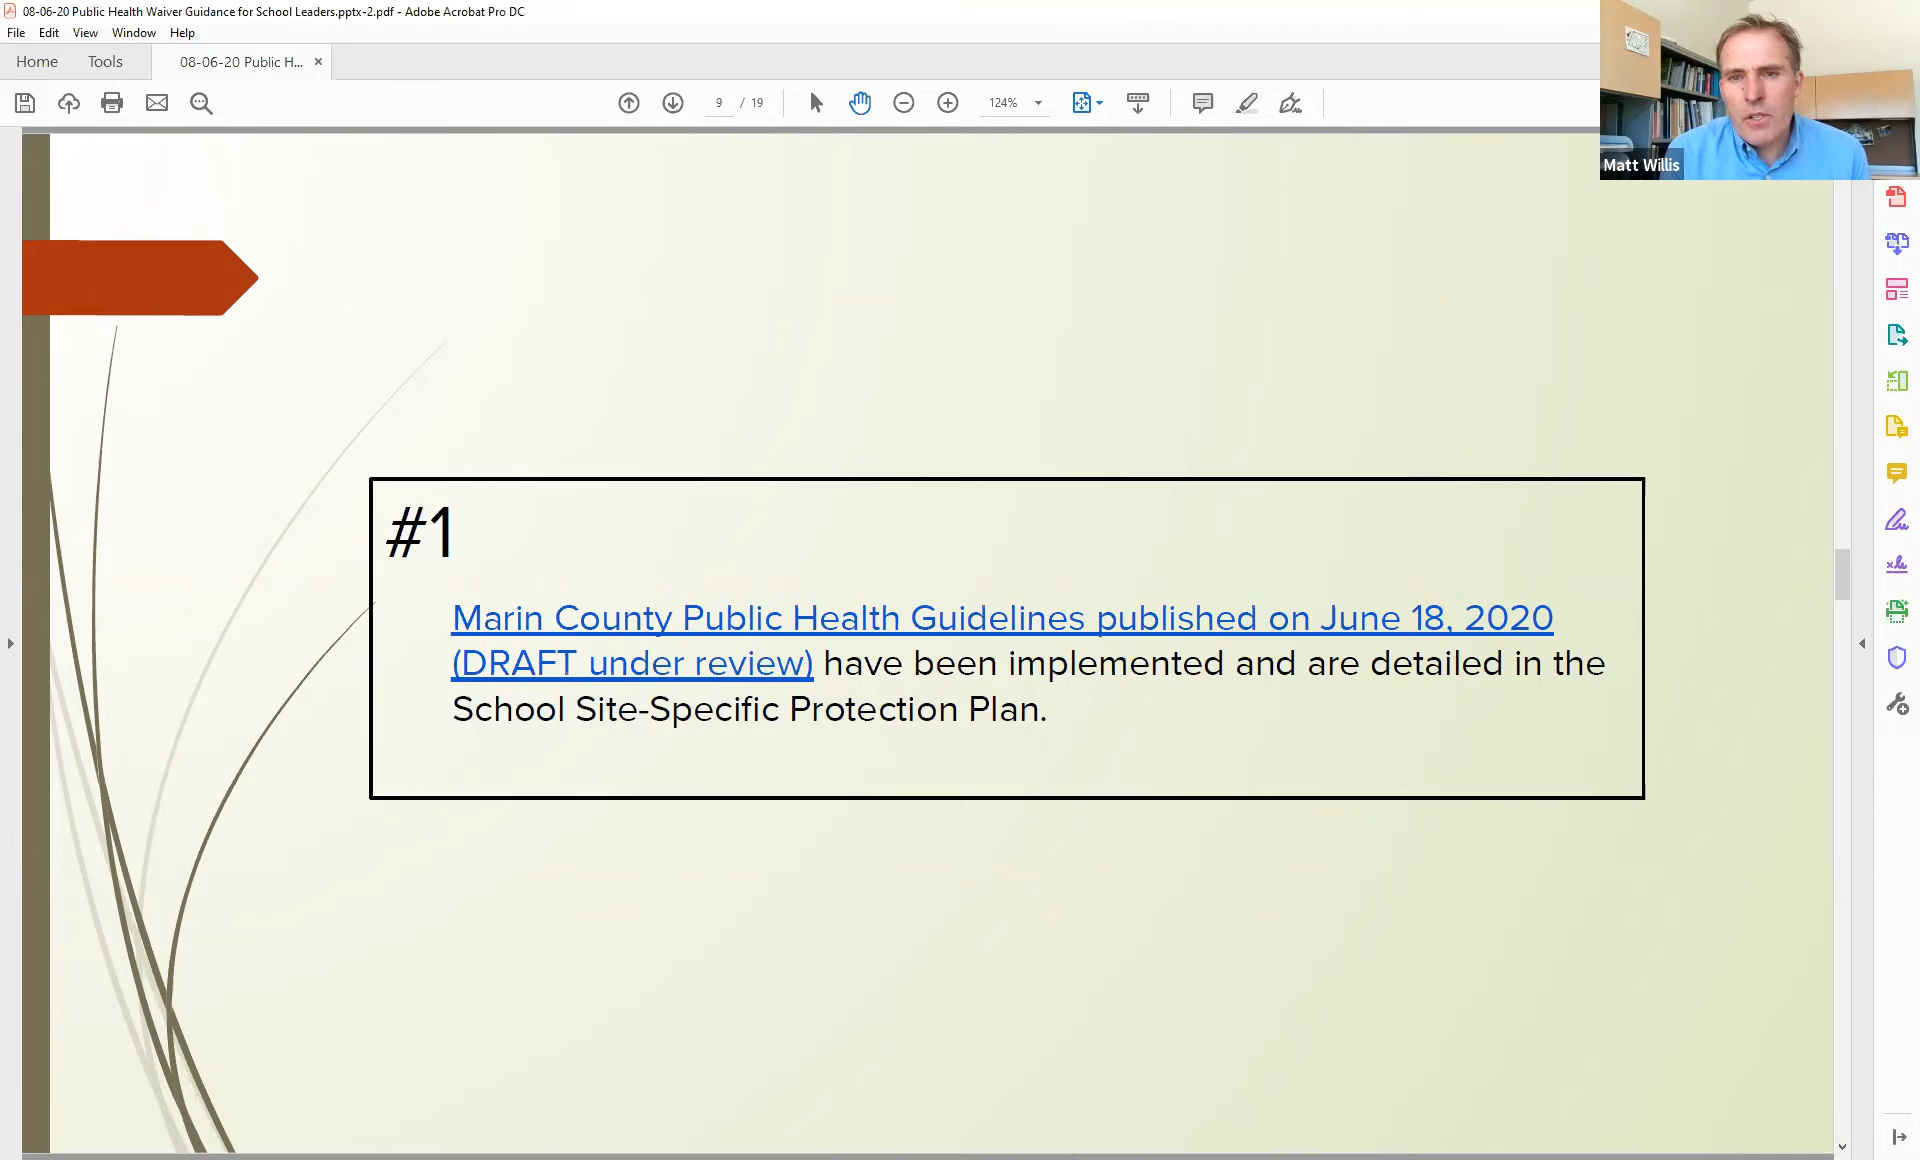 08-06-20 Public Health Waiver Guidance for School Leaders.pptx-2.pdf - Adobe Acrobat Pro DC
File Edit View Window Help
Home Tools 08-06-20 Public H... ×
9 / 19 124%
Matt Willis
#1
Marin County Public Health Guidelines published on June 18, 2020
(DRAFT under review) have been implemented and are detailed in the
School Site-Specific Protection Plan.